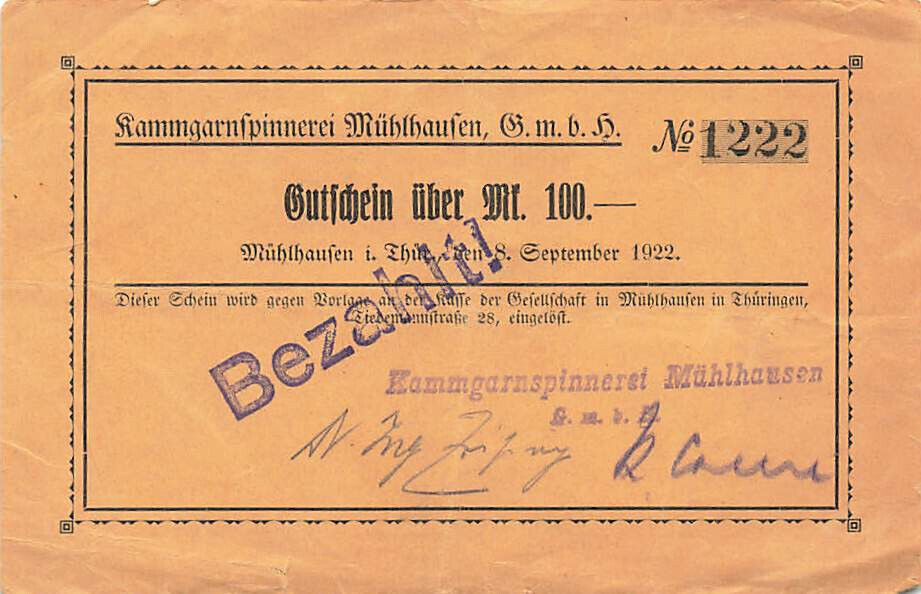 Kammgarnspinnerei Mühlhausen, G. m. b. H.
№ 1222
Gutschein über Mk. 100.—
Mühlhausen i. Thür., den 8. September 1922.
Dieser Schein wird gegen Vorlage an der Kasse der Gesellschaft in Mühlhausen in Thüringen,
Tiedemannstraße 28, eingelöst.
Bezahlt!
Kammgarnspinnerei Mühlhausen
G. m. b. H.